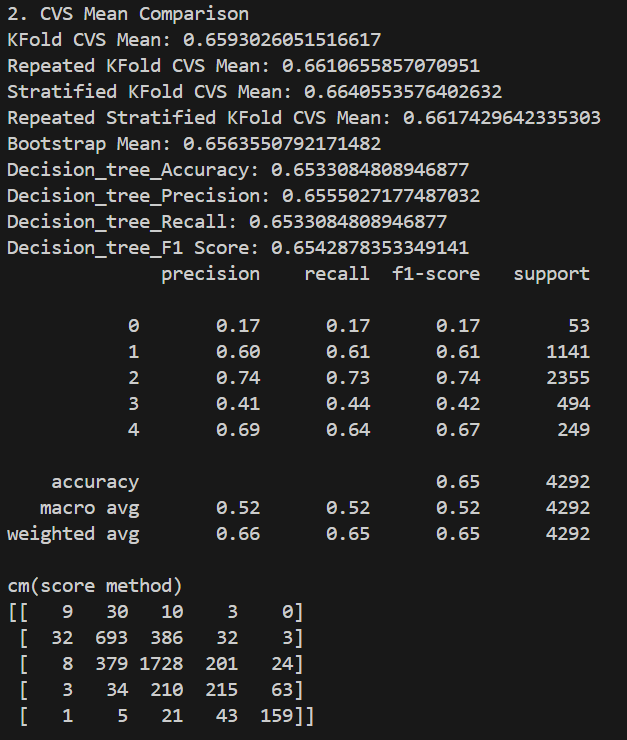 2. CVS Mean Comparison
KFold CVS Mean: 0.6593026051516617
Repeated KFold CVS Mean: 0.6610655857070951
Stratified KFold CVS Mean: 0.6640553576402632
Repeated Stratified KFold CVS Mean: 0.6617429642335303
Bootstrap Mean: 0.6563550792171482
Decision_tree_Accuracy: 0.6533084808946877
Decision_tree_Precision: 0.6555027177487032
Decision_tree_Recall: 0.6533084808946877
Decision_tree_F1 Score: 0.6542878353349141
precision recall f1-score support
0 0.17 0.17 0.17 53
1 0.60 0.61 0.61 1141
2 0.74 0.73 0.74 2355
3 0.41 0.44 0.42 494
4 0.69 0.64 0.67 249
accuracy 0.65 4292
macro avg 0.52 0.52 0.52 4292
weighted avg 0.66 0.65 0.65 4292
cm(score method)
[[ 9 30 10 3 0]
[ 32 693 386 32 3]
[ 8 379 1728 201 24]
[ 3 34 210 215 63]
[ 1 5 21 43 159]]